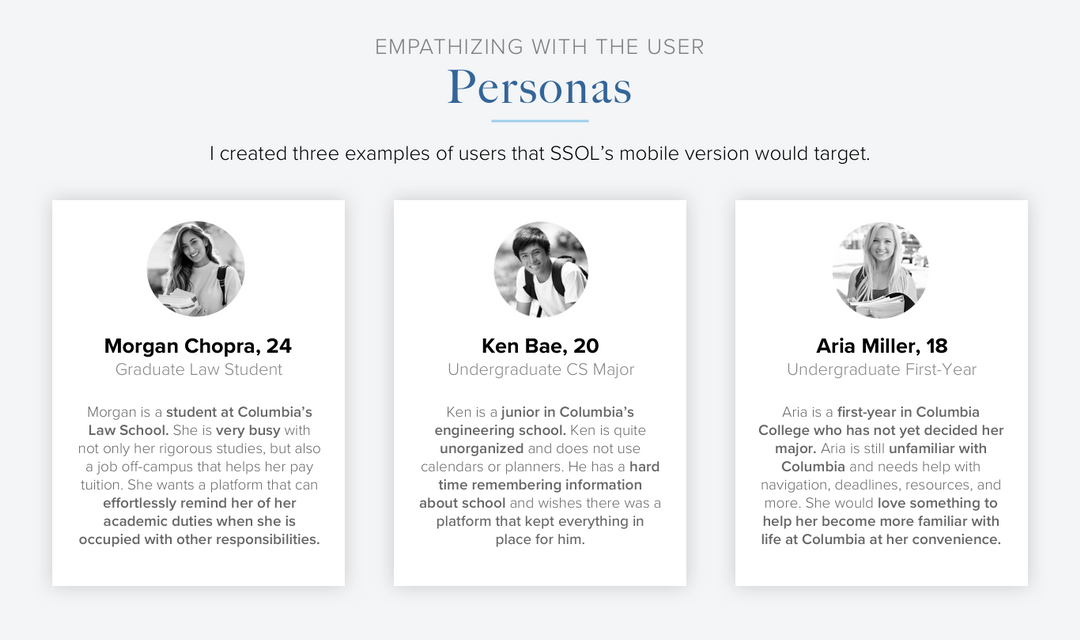 EMPATHIZING WITH THE USER
Personas
I created three examples of users that SSOL’s mobile version would target.
Morgan Chopra, 24
Graduate Law Student
Morgan is a student at Columbia’s
Law School. She is very busy with
not only her rigorous studies, but also
a job off-campus that helps her pay
tuition. She wants a platform that can
effortlessly remind her of her
academic duties when she is
occupied with other responsibilities.
Ken Bae, 20
Undergraduate CS Major
Ken is a junior in Columbia’s
engineering school. Ken is quite
unorganized and does not use
calendars or planners. He has a hard
time remembering information
about school and wishes there was a
platform that kept everything in
place for him.
Aria Miller, 18
Undergraduate First-Year
Aria is a first-year in Columbia
College who has not yet decided her
major. Aria is still unfamiliar with
Columbia and needs help with
navigation, deadlines, resources, and
more. She would love something to
help her become more familiar with
life at Columbia at her convenience.